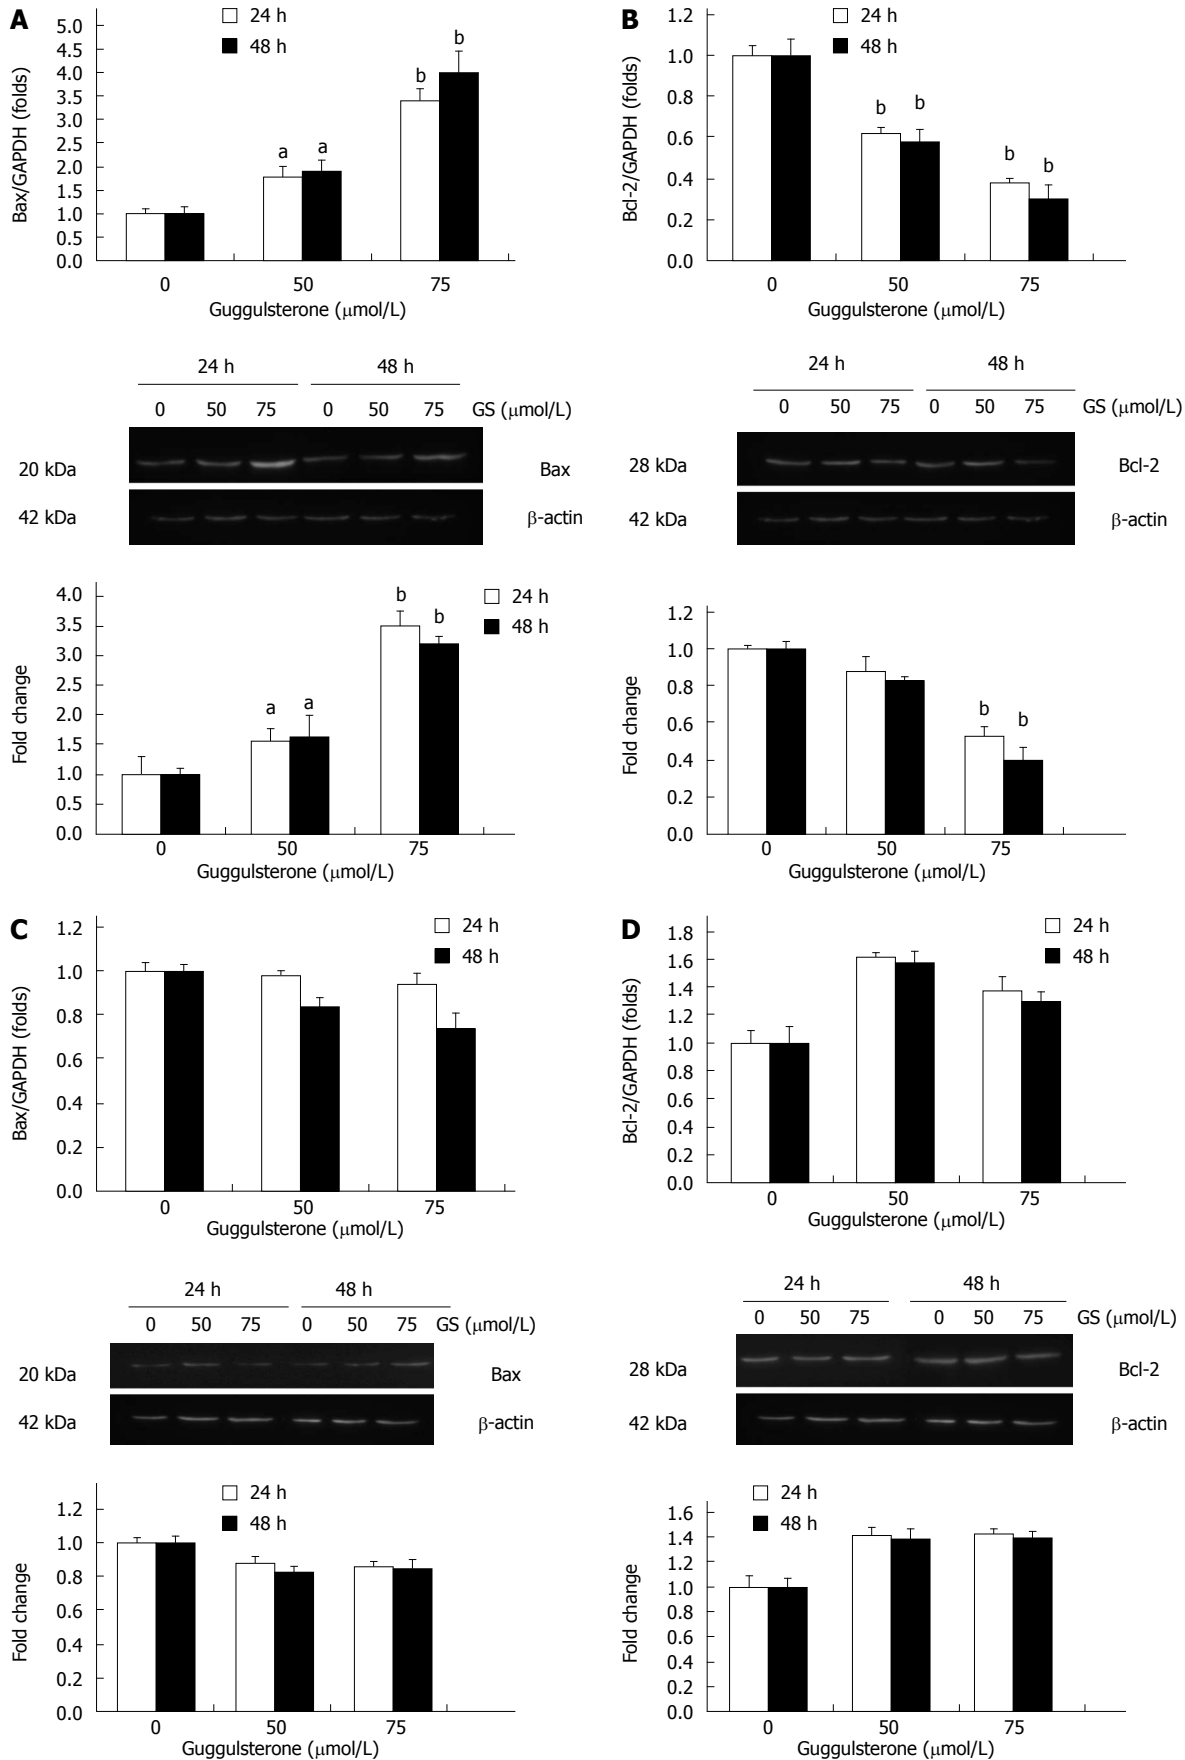 A
24 h
48 h
Bax/GAPDH (folds)
5.0
4.5
4.0
3.5
3.0
2.5
2.0
1.5
1.0
0.5
0.0
a a b b
0 50 75
Guggulsterone (μmol/L)
24 h 48 h
0 50 75 0 50 75 GS (μmol/L)
20 kDa Bax
42 kDa β-actin
24 h
48 h
Fold change
4.0
3.5
3.0
2.5
2.0
1.5
1.0
0.5
0.0
a a b b
0 50 75
Guggulsterone (μmol/L)
B
24 h
48 h
Bcl-2/GAPDH (folds)
1.2
1.0
0.8
0.6
0.4
0.2
0.0
b b b b
0 50 75
Guggulsterone (μmol/L)
24 h 48 h
0 50 75 0 50 75 GS (μmol/L)
28 kDa Bcl-2
42 kDa β-actin
Fold change
1.2
1.0
0.8
0.6
0.4
0.2
0.0
b b
0 50 75
Guggulsterone (μmol/L)
C
24 h
48 h
Bax/GAPDH (folds)
1.2
1.0
0.8
0.6
0.4
0.2
0.0
0 50 75
Guggulsterone (μmol/L)
24 h 48 h
0 50 75 0 50 75 GS (μmol/L)
20 kDa Bax
42 kDa β-actin
24 h
48 h
Fold change
1.2
1.0
0.8
0.6
0.4
0.2
0.0
0 50 75
Guggulsterone (μmol/L)
D
24 h
48 h
Bcl-2/GAPDH (folds)
1.8
1.6
1.4
1.2
1.0
0.8
0.6
0.4
0.2
0.0
0 50 75
Guggulsterone (μmol/L)
24 h 48 h
0 50 75 0 50 75 GS (μmol/L)
28 kDa Bcl-2
42 kDa β-actin
24 h
48 h
Fold change
1.6
1.4
1.2
1.0
0.8
0.6
1.4
0.2
0.0
0 50 75
Guggulsterone (μmol/L)